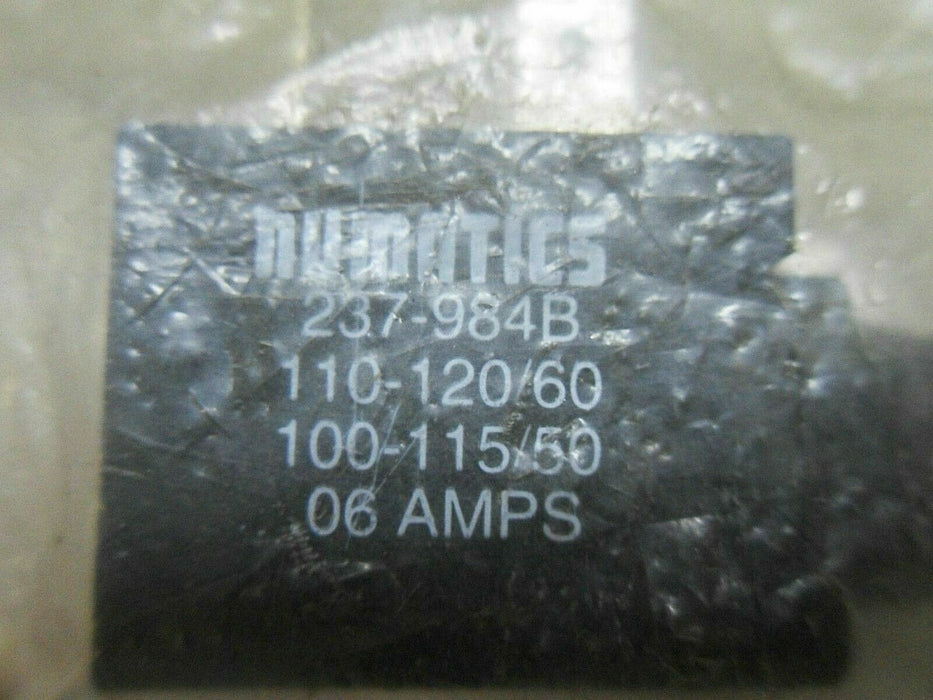 NUMATICS
237-984B
110-120/60
100-115/50
06 AMPS